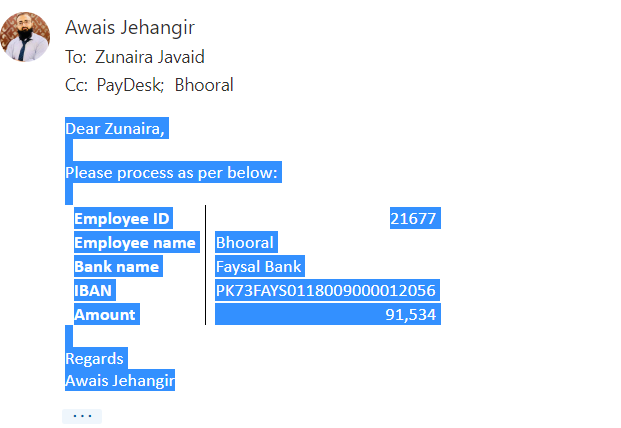 Awais Jehangir
To: Zunaira Javaid
Cc: PayDesk; Bhooral
Dear Zunaira,
Please process as per below:
Employee ID 21677
Employee name Bhooral
Bank name Faysal Bank
IBAN PK73FAYS0118009000012056
Amount 91,534
Regards
Awais Jehangir